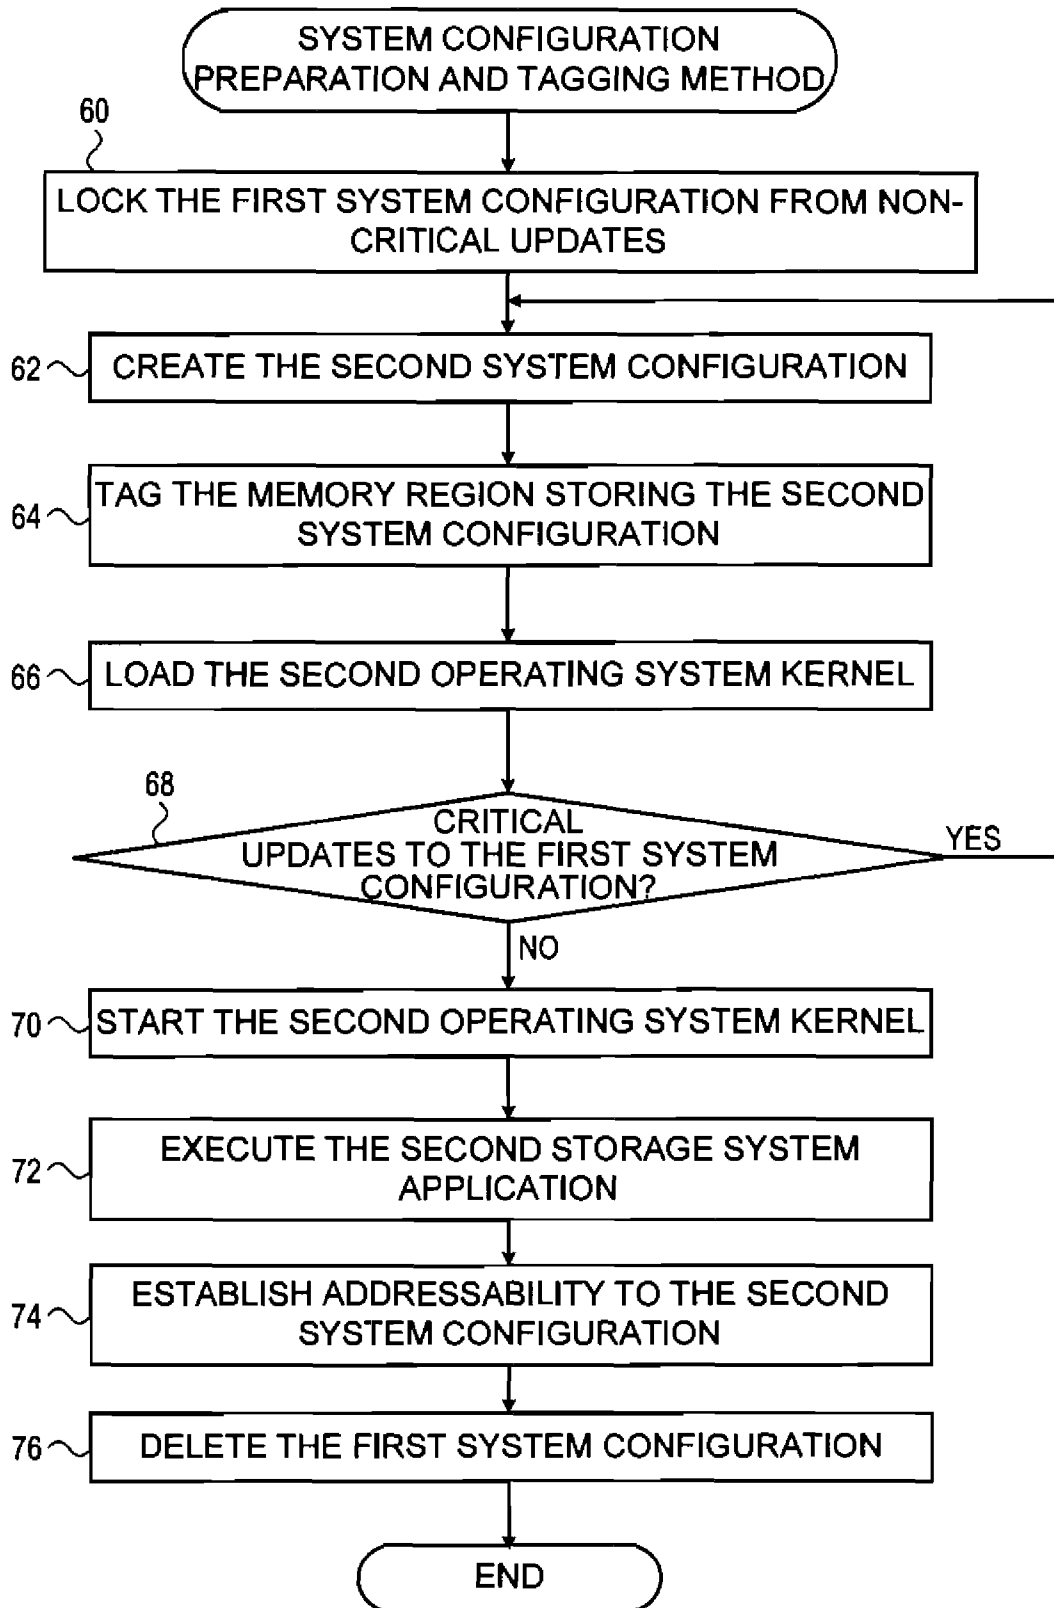 SYSTEM CONFIGURATION
PREPARATION AND TAGGING METHOD
60
LOCK THE FIRST SYSTEM CONFIGURATION FROM NON-
CRITICAL UPDATES
62
CREATE THE SECOND SYSTEM CONFIGURATION
64
TAG THE MEMORY REGION STORING THE SECOND
SYSTEM CONFIGURATION
66
LOAD THE SECOND OPERATING SYSTEM KERNEL
68
CRITICAL
UPDATES TO THE FIRST SYSTEM
CONFIGURATION?
YES
NO
70
START THE SECOND OPERATING SYSTEM KERNEL
72
EXECUTE THE SECOND STORAGE SYSTEM
APPLICATION
74
ESTABLISH ADDRESSABILITY TO THE SECOND
SYSTEM CONFIGURATION
76
DELETE THE FIRST SYSTEM CONFIGURATION
END